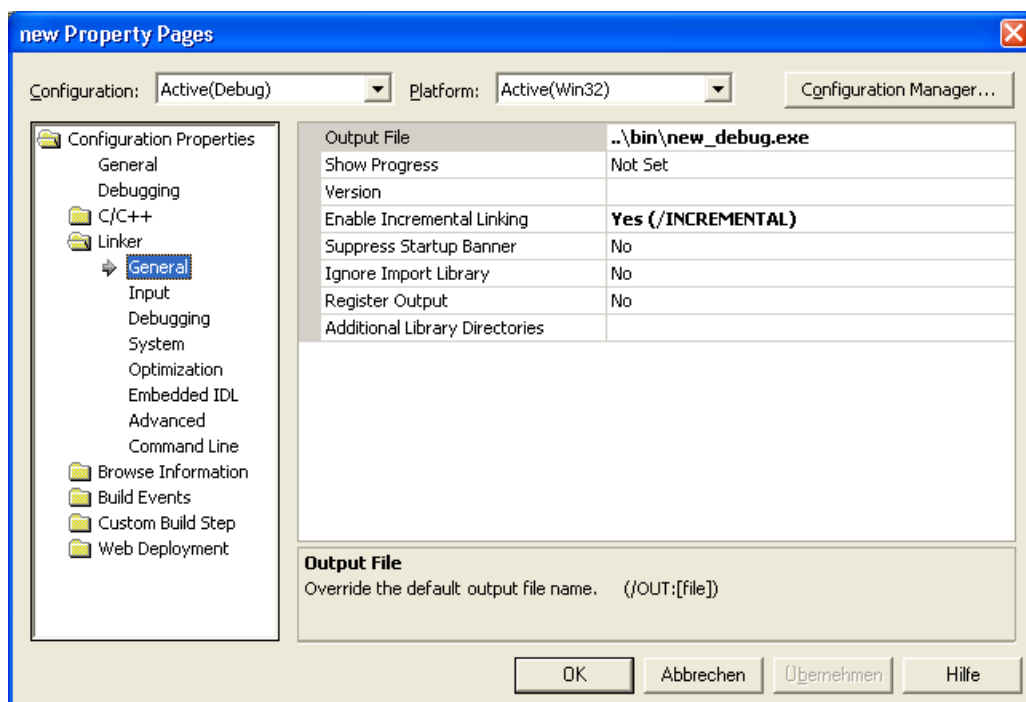 new Property Pages
Configuration: Active(Debug) Platform: Active(Win32) Configuration Manager...
Configuration Properties
General
Debugging
C/C++
Linker
General
Input
Debugging
System
Optimization
Embedded IDL
Advanced
Command Line
Browse Information
Build Events
Custom Build Step
Web Deployment
Output File ..\bin\new_debug.exe
Show Progress Not Set
Version
Enable Incremental Linking Yes (/INCREMENTAL)
Suppress Startup Banner No
Ignore Import Library No
Register Output No
Additional Library Directories
Output File
Override the default output file name. (/OUT:[file])
OK Abbrechen Übernehmen Hilfe